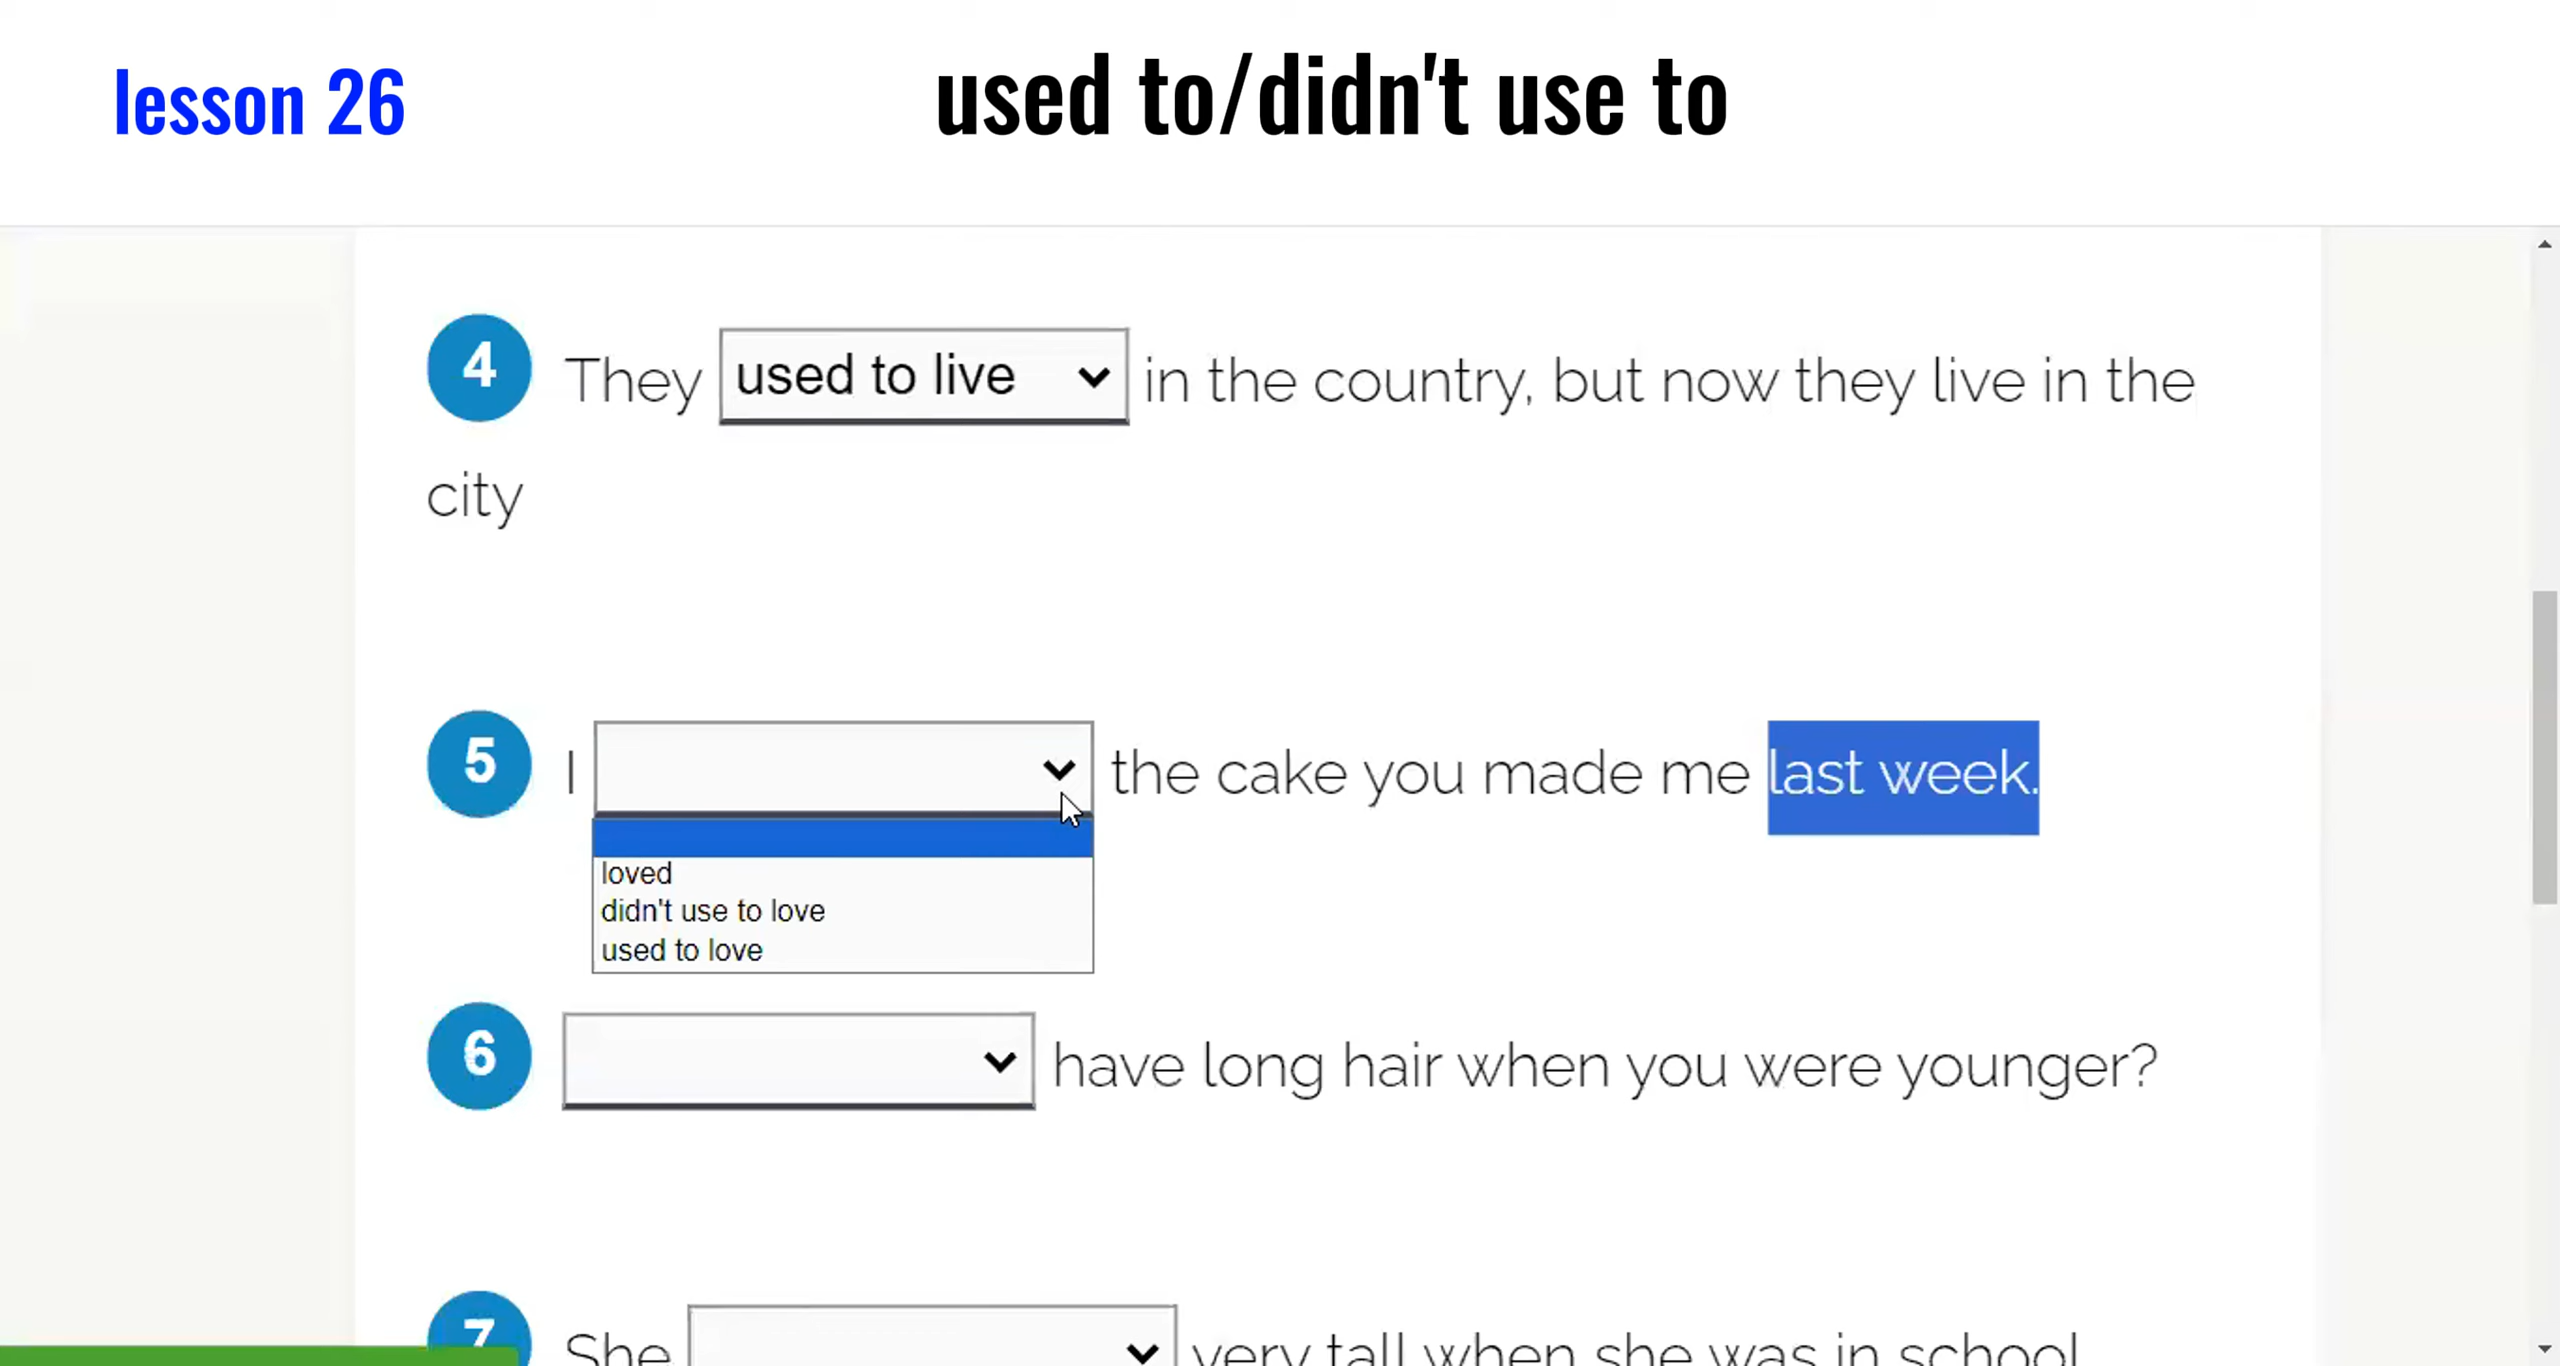 lesson 26
used to/didn't use to
4 They used to live in the country, but now they live in the
city
5 I the cake you made me last week.
loved
didn't use to love
used to love
6 have long hair when you were younger?
7 She very tall when she was in school